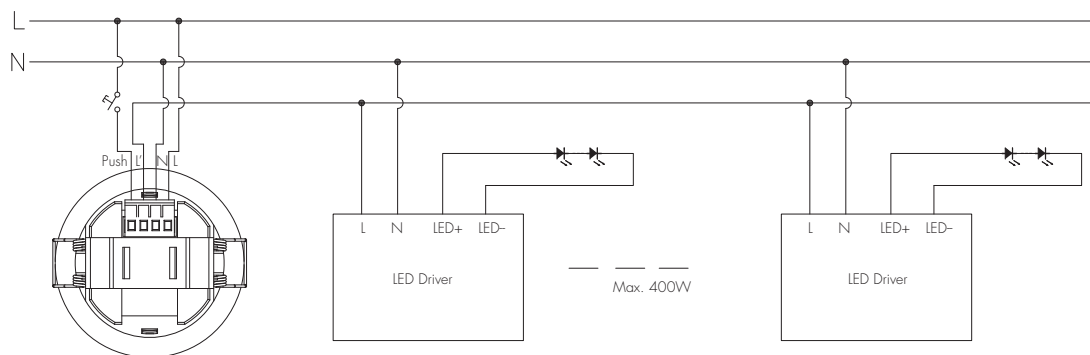 L
N
Push L' N L
L N LED+ LED–
LED Driver
Max. 400W
L N LED+ LED–
LED Driver